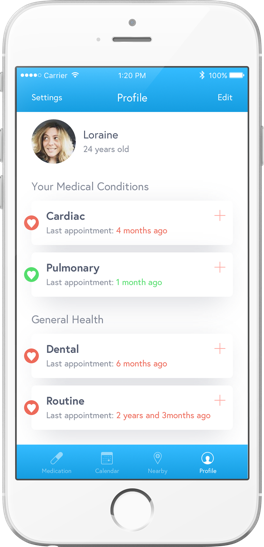 Carrier 1:20 PM 100%
Settings Profile Edit
Loraine
24 years old
Your Medical Conditions
Cardiac
Last appointment: 4 months ago
Pulmonary
Last appointment: 1 month ago
General Health
Dental
Last appointment: 6 months ago
Routine
Last appointment: 2 years and 3months ago
Medication Calendar Nearby Profile